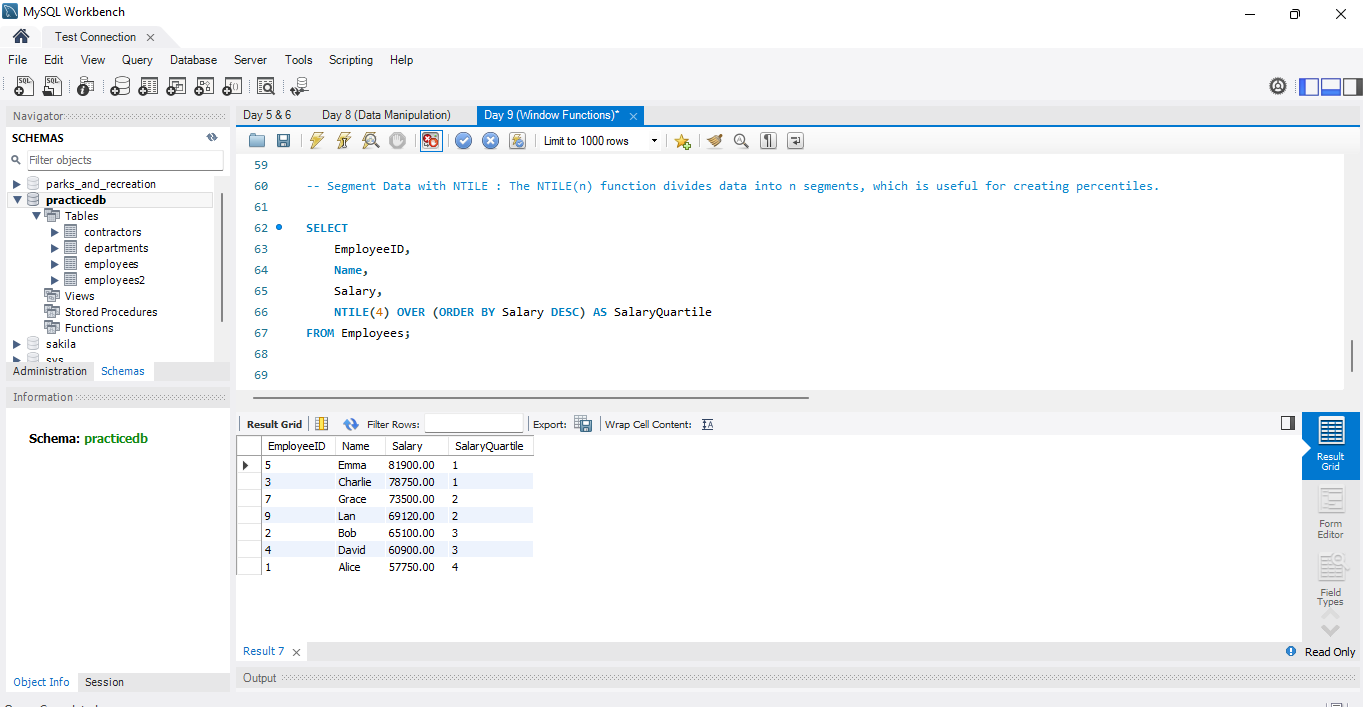 MySQL Workbench
Test Connection
File Edit View Query Database Server Tools Scripting Help
Navigator
SCHEMAS
Filter objects
parks_and_recreation
practicedb
Tables
contractors
departments
employees
employees2
Views
Stored Procedures
Functions
sakila
sys
Administration Schemas
Information
Schema: practicedb
Object Info Session
Day 5 & 6 Day 8 (Data Manipulation) Day 9 (Window Functions)*
Limit to 1000 rows
59
60 -- Segment Data with NTILE : The NTILE(n) function divides data into n segments, which is useful for creating percentiles.
61
62 SELECT
63 EmployeeID,
64 Name,
65 Salary,
66 NTILE(4) OVER (ORDER BY Salary DESC) AS SalaryQuartile
67 FROM Employees;
68
69
Result Grid Filter Rows: Export: Wrap Cell Content:
EmployeeID Name Salary SalaryQuartile
5 Emma 81900.00 1
3 Charlie 78750.00 1
7 Grace 73500.00 2
9 Lan 69120.00 2
2 Bob 65100.00 3
4 David 60900.00 3
1 Alice 57750.00 4
Result
Grid
Form
Editor
Field
Types
Result 7
Read Only
Output